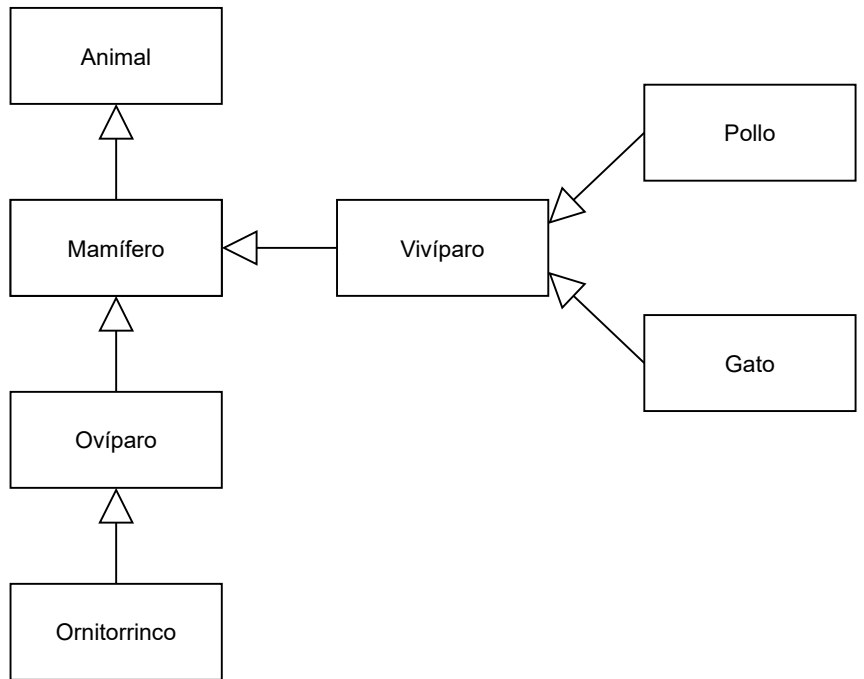 Animal
Pollo
Mamífero
Vivíparo
Gato
Ovíparo
Ornitorrinco